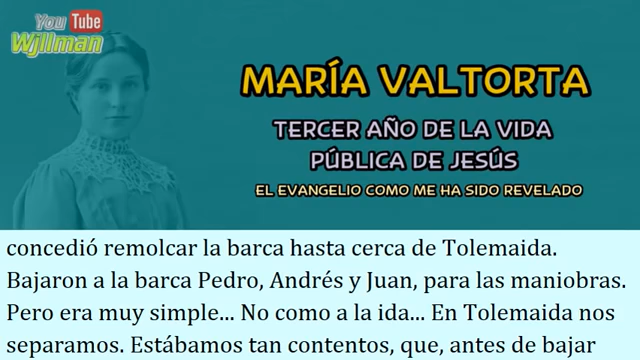 You Tube
Wjllman
MARÍA VALTORTA
TERCER AÑO DE LA VIDA
PÚBLICA DE JESÚS
EL EVANGELIO COMO ME HA SIDO REVELADO
concedió remolcar la barca hasta cerca de Tolemaida.
Bajaron a la barca Pedro, Andrés y Juan, para las maniobras.
Pero era muy simple... No como a la ida... En Tolemaida nos
separamos. Estábamos tan contentos, que, antes de bajar